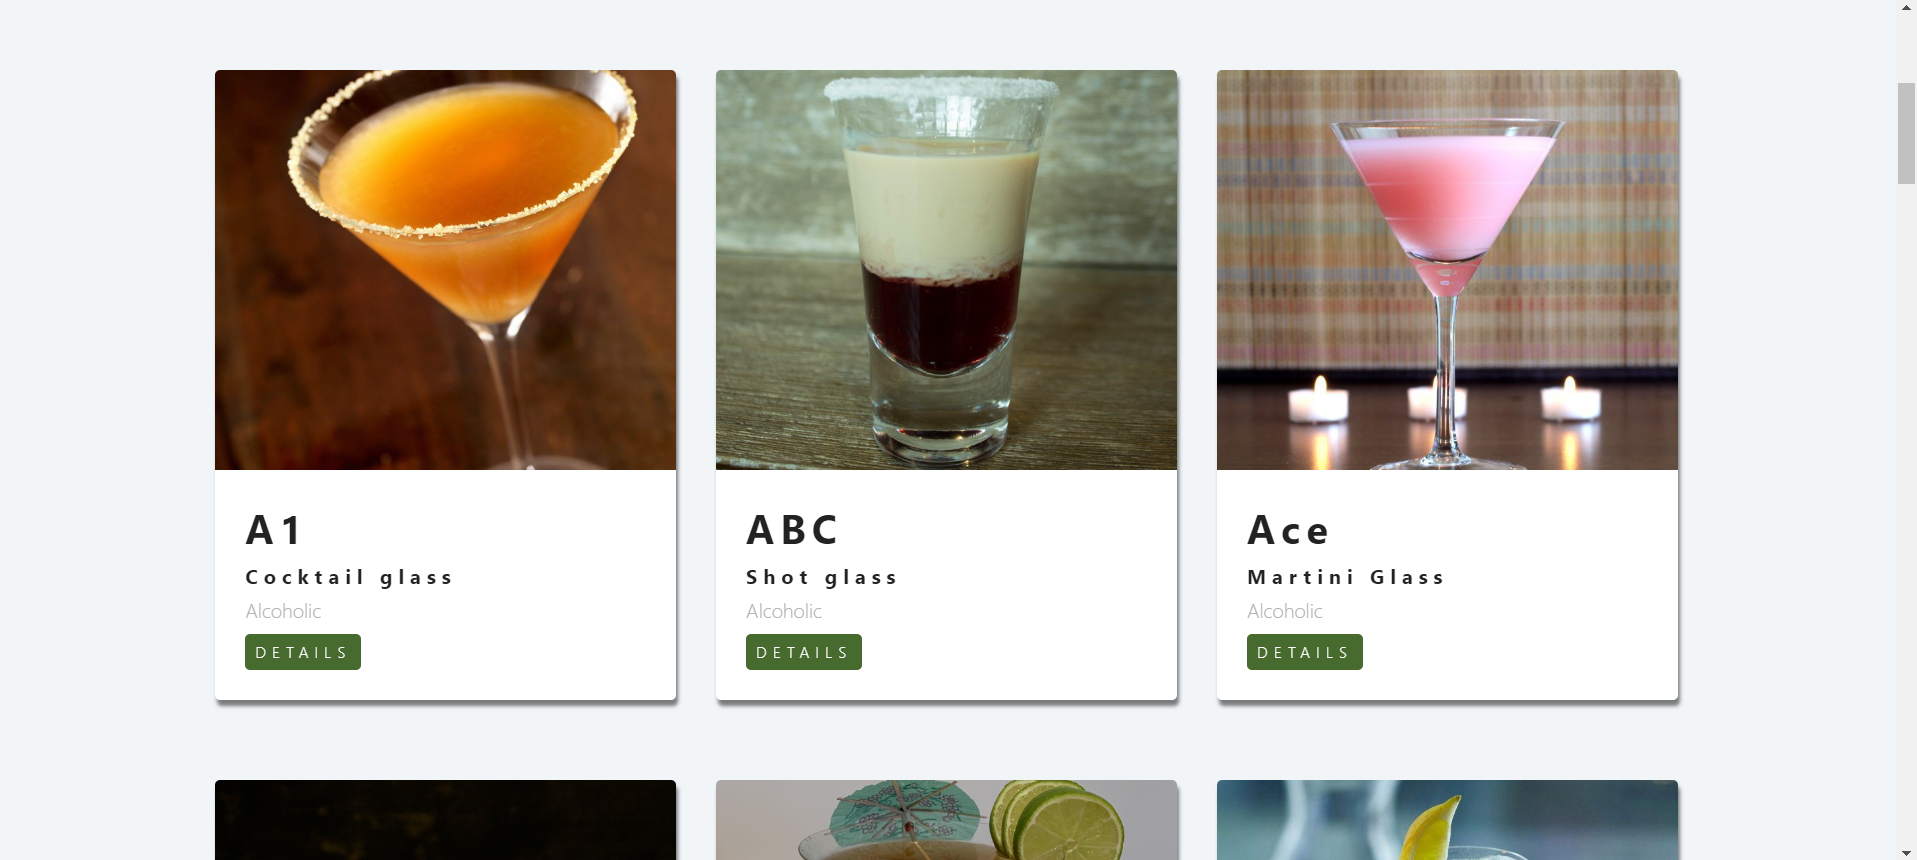 A1
Cocktail glass
Alcoholic
DETAILS
ABC
Shot glass
Alcoholic
DETAILS
Ace
Martini Glass
Alcoholic
DETAILS